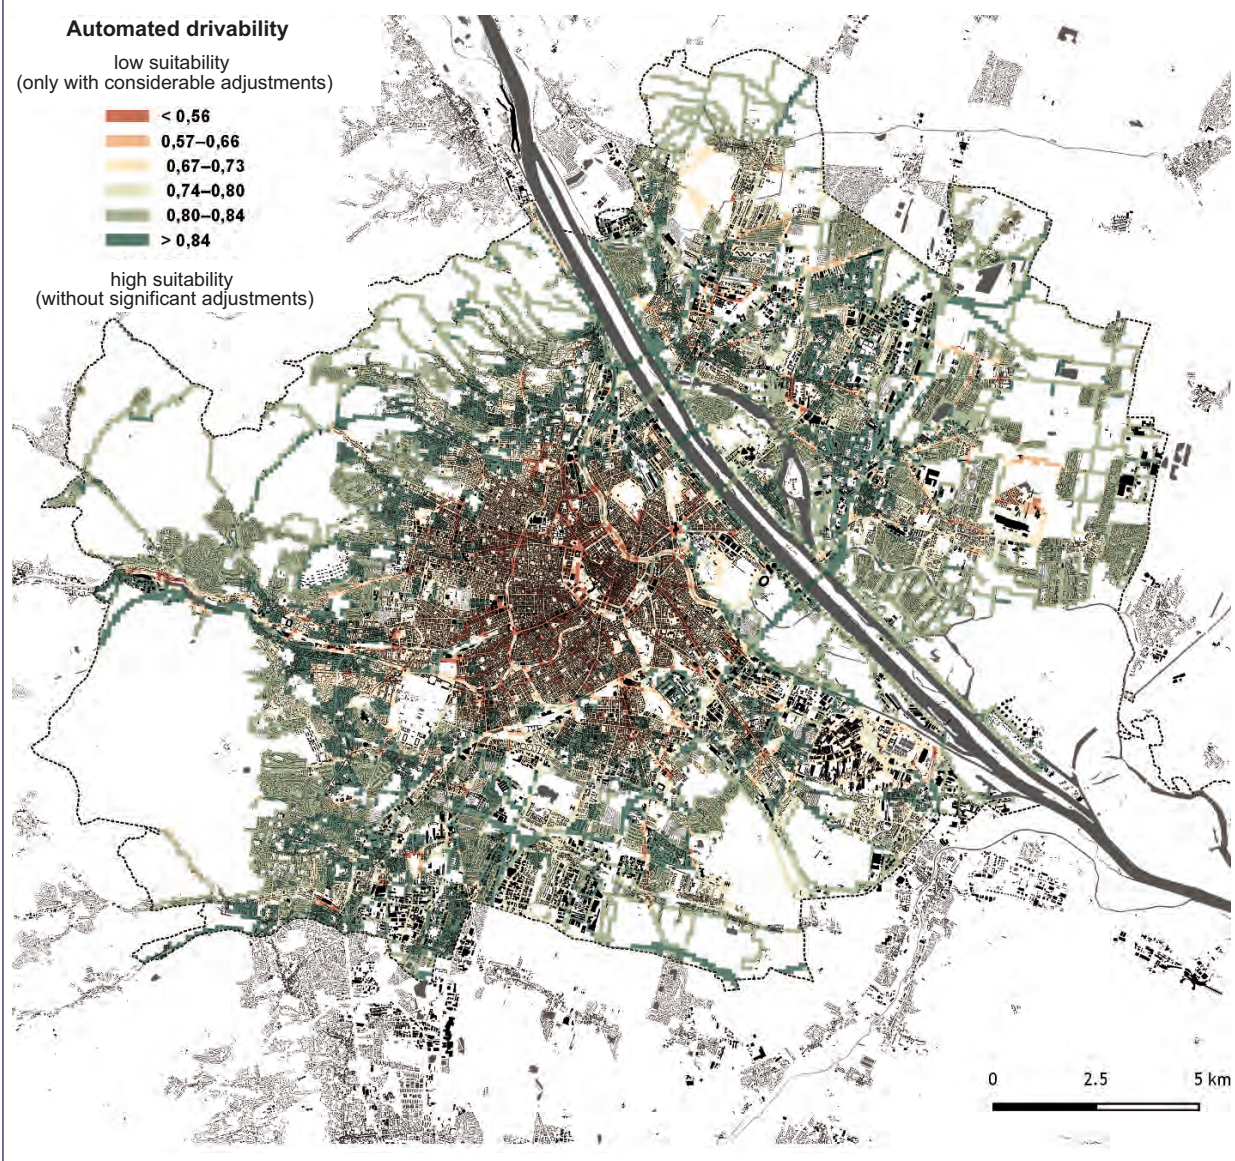 Automated drivability
low suitability
(only with considerable adjustments)
< 0,56
0,57–0,66
0,67–0,73
0,74–0,80
0,80–0,84
> 0,84
high suitability
(without significant adjustments)
0 2.5 5 km